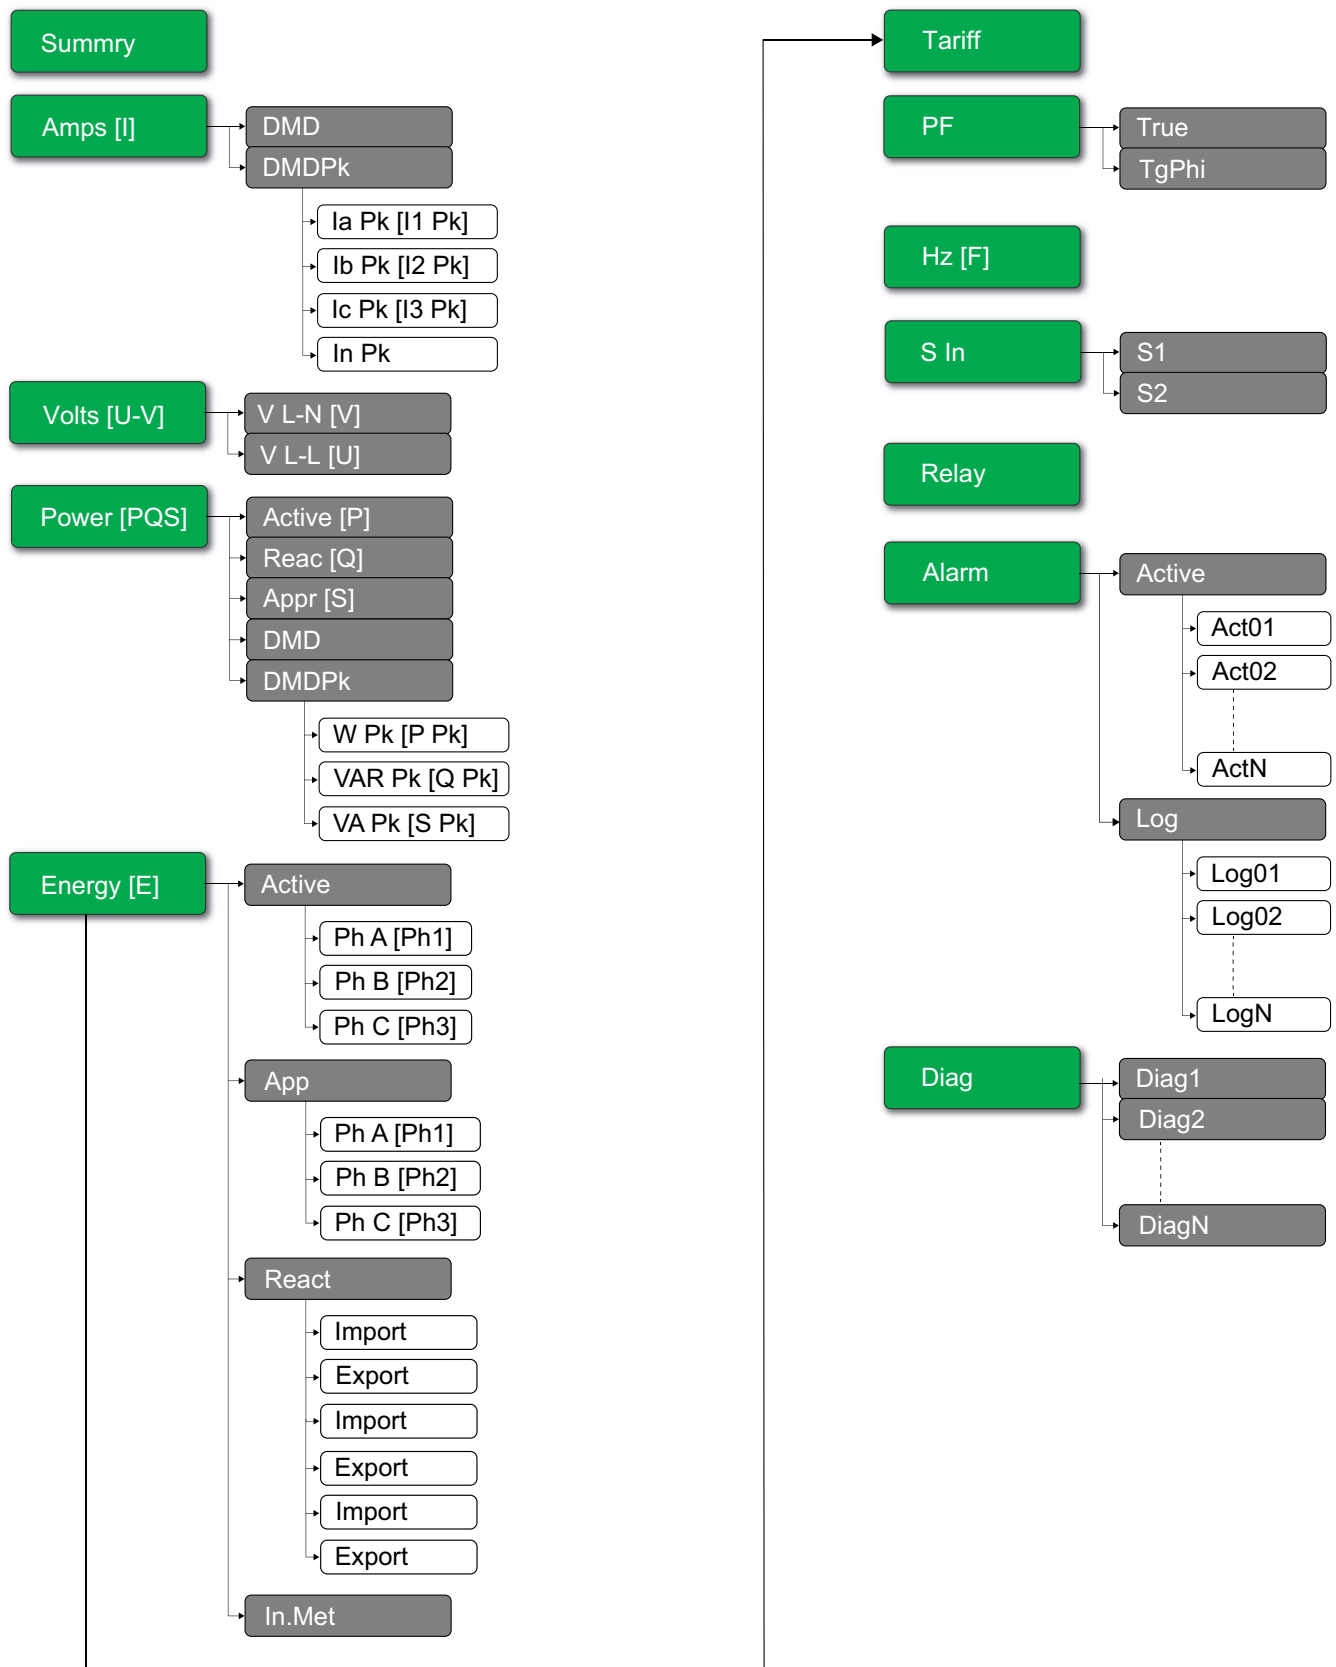 Summry
Amps [I]
DMD
DMDPk
Ia Pk [I1 Pk]
Ib Pk [I2 Pk]
Ic Pk [I3 Pk]
In Pk
Volts [U-V]
V L-N [V]
V L-L [U]
Power [PQS]
Active [P]
Reac [Q]
Appr [S]
DMD
DMDPk
W Pk [P Pk]
VAR Pk [Q Pk]
VA Pk [S Pk]
Energy [E]
Active
Ph A [Ph1]
Ph B [Ph2]
Ph C [Ph3]
App
Ph A [Ph1]
Ph B [Ph2]
Ph C [Ph3]
React
Import
Export
Import
Export
Import
Export
In.Met
Tariff
PF
True
TgPhi
Hz [F]
S In
S1
S2
Relay
Alarm
Active
Act01
Act02
ActN
Log
Log01
Log02
LogN
Diag
Diag1
Diag2
DiagN